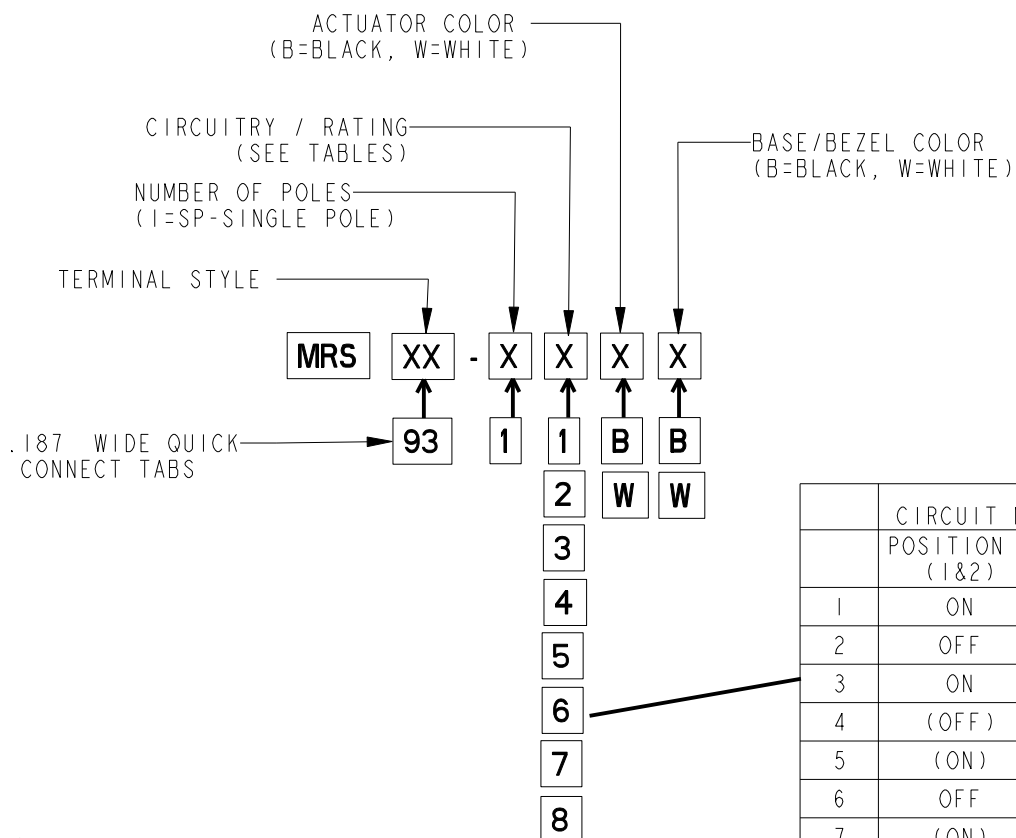 ACTUATOR COLOR
(B=BLACK, W=WHITE)
CIRCUITRY / RATING
(SEE TABLES)
BASE/BEZEL COLOR
(B=BLACK, W=WHITE)
NUMBER OF POLES
(1=SP-SINGLE POLE)
TERMINAL STYLE
MRS XX - X X X X
.187 WIDE QUICK
CONNECT TABS
93 1 1 B B
2 W W
3
4
5
6
7
8
CIRCUIT
POSITION
(1&2)
1 ON
2 OFF
3 ON
4 (OFF)
5 (ON)
6 OFF
7 (ON)